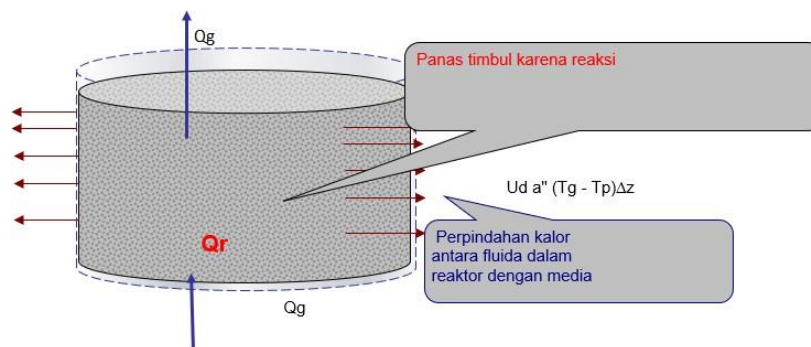 Qg
Panas timbul karena reaksi
Ud a" (Tg - Tp)Δz
Qr
Perpindahan kalor
antara fluida dalam
reaktor dengan media
Qg